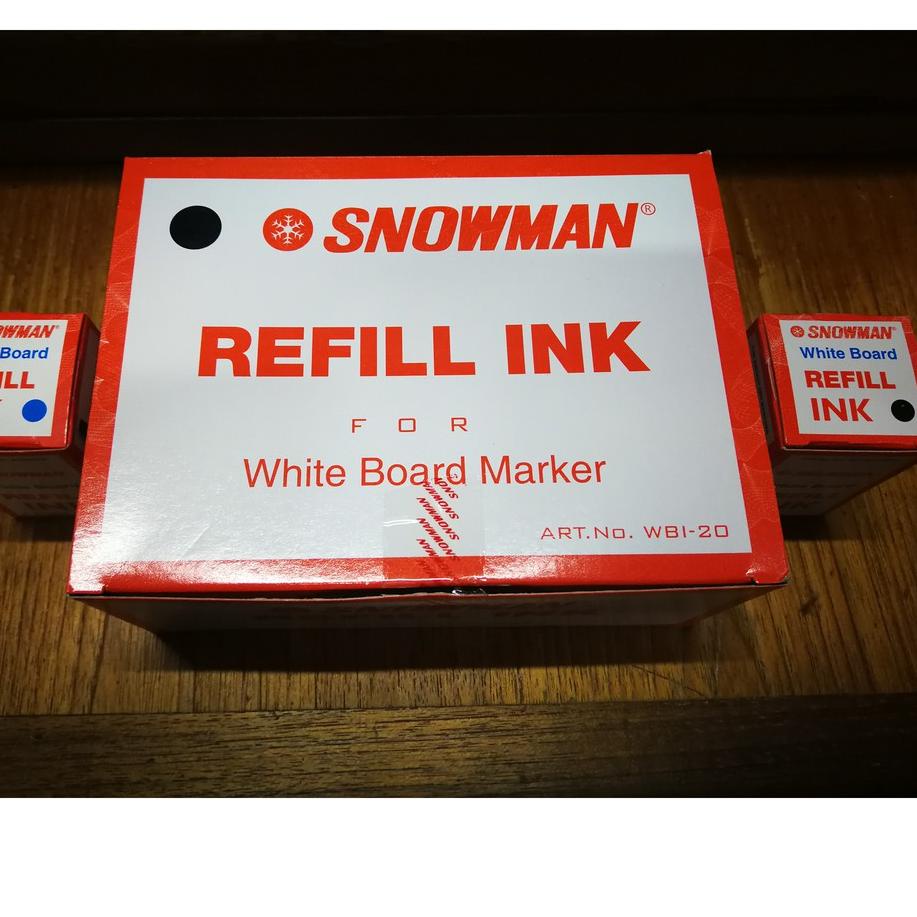 SNOWMAN®
REFILL INK
FOR
White Board Marker
SNOWMAN
SNOWMAN
SNOWMAN
SNOWMAN
ART.No. WBI-20
Board
SNOWMAN®
White Board
REFILL
INK